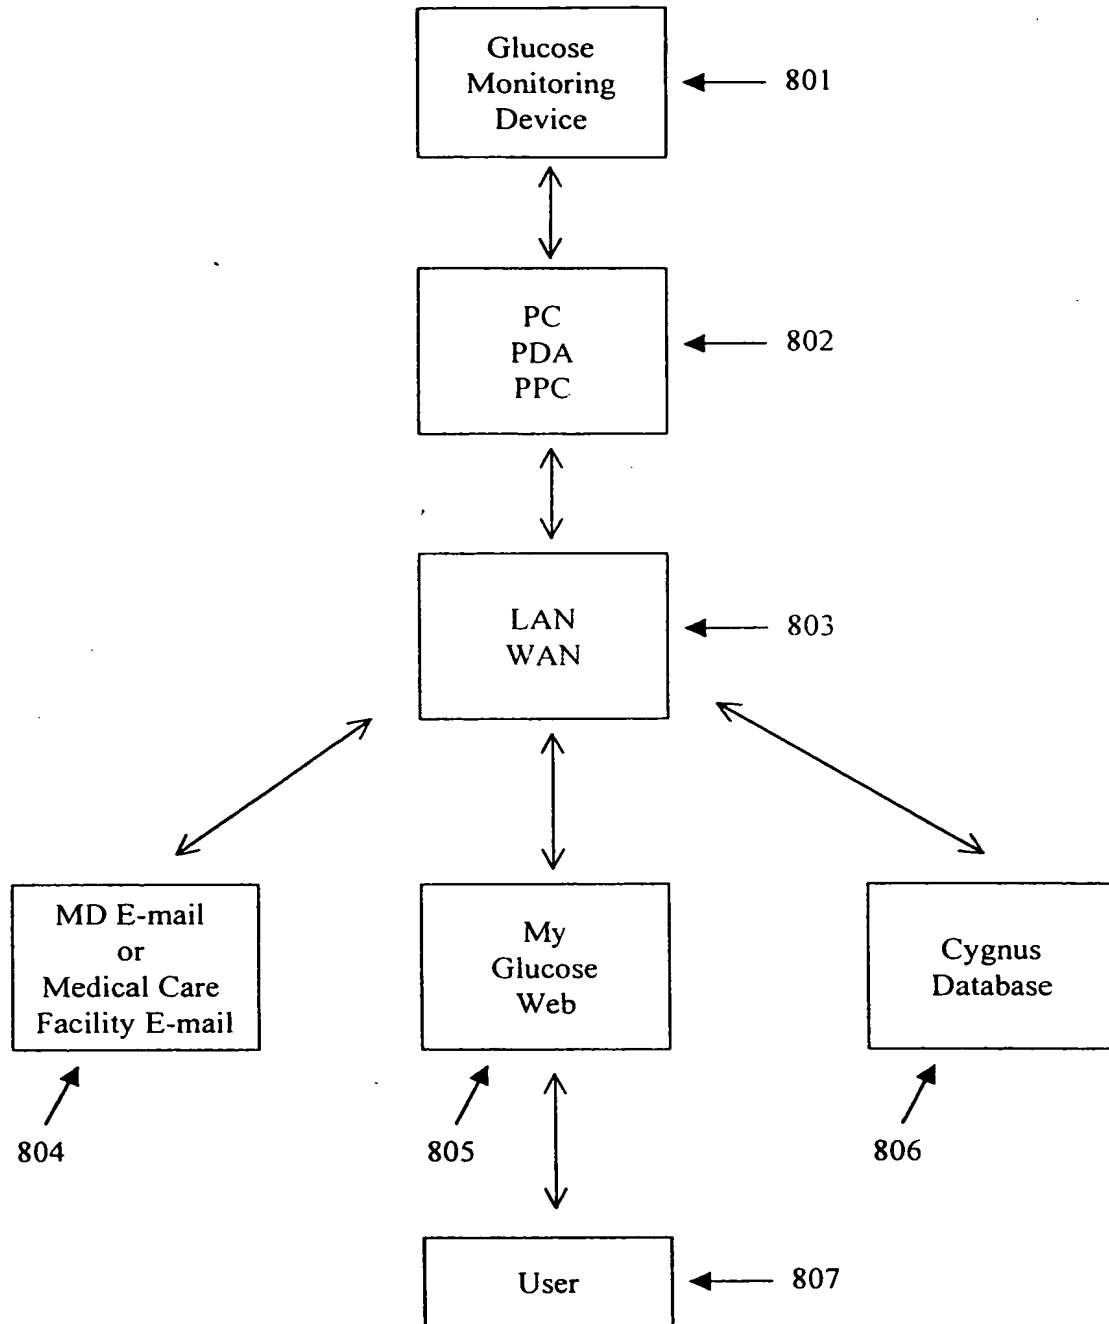 Glucose
Monitoring
Device
801
PC
PDA
PPC
802
LAN
WAN
803
MD E-mail
or
Medical Care
Facility E-mail
My
Glucose
Web
Cygnus
Database
804
805
806
User
807